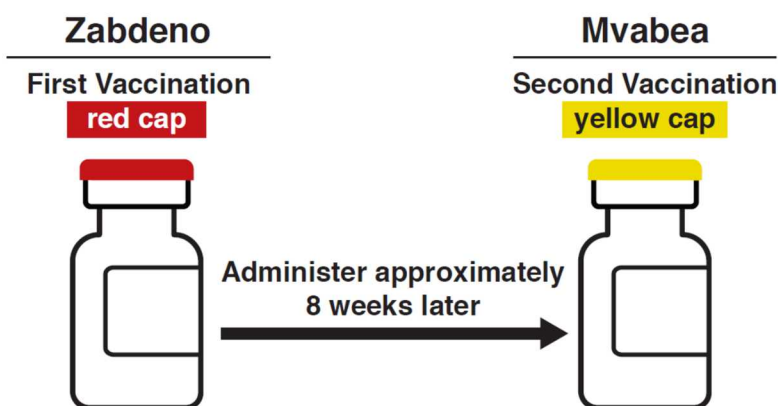 Zabdeno
First Vaccination
red cap
Mvabea
Second Vaccination
yellow cap
Administer approximately
8 weeks later